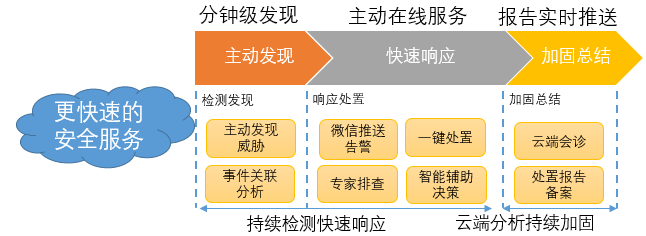 分钟级发现
主动在线服务
报告实时推送
主动发现
快速响应
加固总结
更快速的
安全服务
检测发现
响应处置
加固总结
主动发现
威胁
微信推送
告警
一键处置
云端会诊
事件关联
分析
专家排查
智能辅助
决策
处置报告
备案
持续检测快速响应
云端分析持续加固